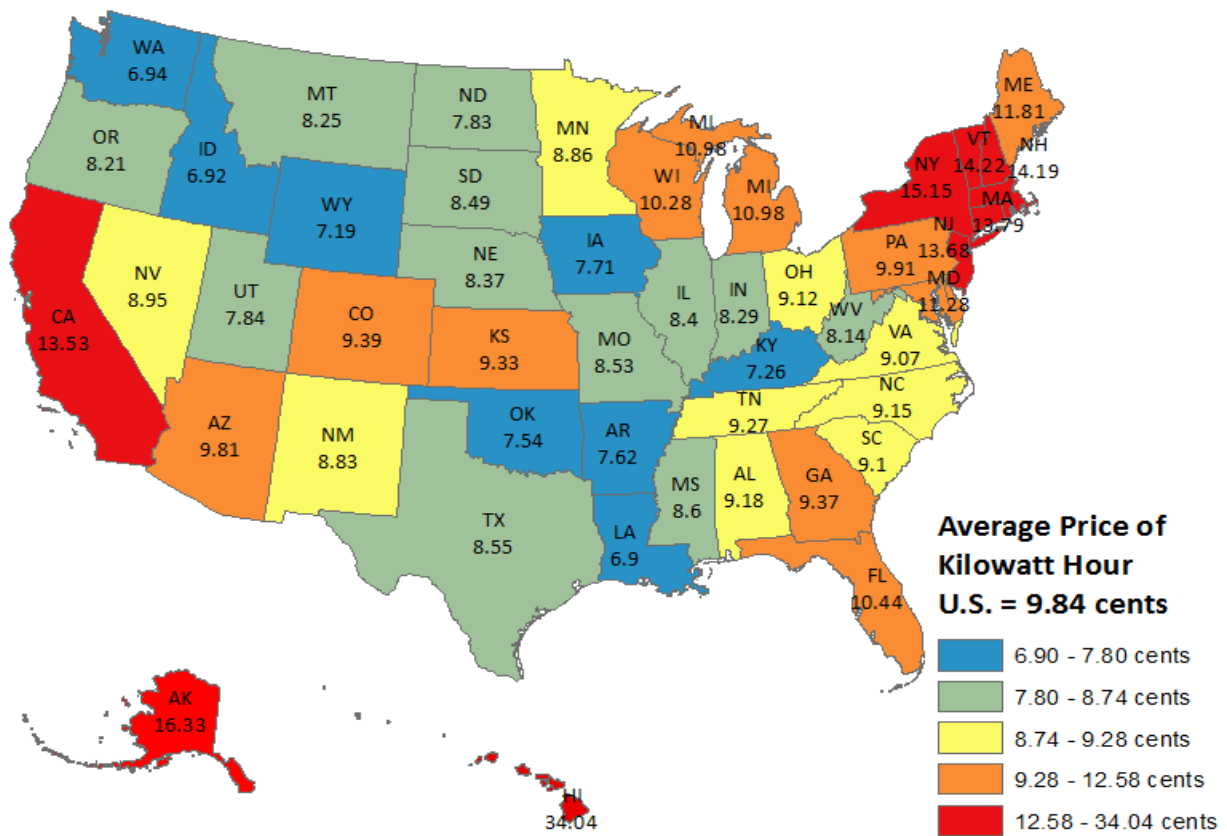 WA
6.94
MT
8.25
ND
7.83
MN
8.86
MI
10.98
ME
11.81
OR
8.21
ID
6.92
SD
8.49
WI
10.28
MI
10.98
NY
15.15
VT
14.22
NH
14.19
MA
13.79
WY
7.19
IA
7.71
NE
8.37
PA
9.91
NJ
13.68
NV
8.95
UT
7.84
CO
9.39
KS
9.33
MO
8.53
IL
8.4
IN
8.29
OH
9.12
WV
8.14
MD
11.28
VA
9.07
CA
13.53
KY
7.26
NC
9.15
TN
9.27
SC
9.1
AZ
9.81
NM
8.83
OK
7.54
AR
7.62
MS
8.6
AL
9.18
GA
9.37
TX
8.55
LA
6.9
FL
10.44
AK
16.33
HI
34.04
Average Price of
Kilowatt Hour
U.S. = 9.84 cents
6.90 - 7.80 cents
7.80 - 8.74 cents
8.74 - 9.28 cents
9.28 - 12.58 cents
12.58 - 34.04 cents